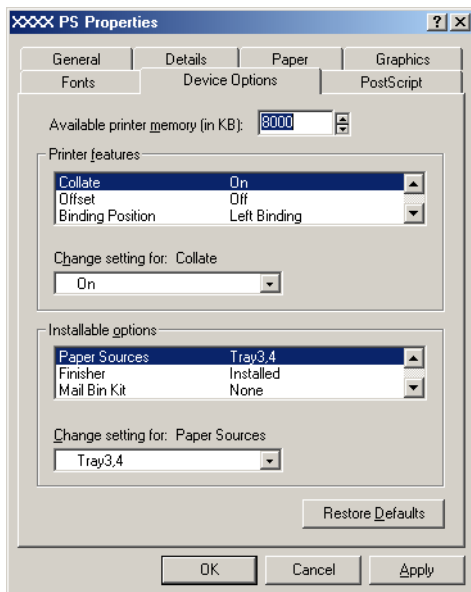 XXXX PS Properties
General Details Paper Graphics
Fonts Device Options PostScript
Available printer memory (in KB): 8000
Printer features
Collate On
Offset Off
Binding Position Left Binding
Change setting for: Collate
On
Installable options
Paper Sources Tray3,4
Finisher Installed
Mail Bin Kit None
Change setting for: Paper Sources
Tray3,4
Restore Defaults
OK Cancel Apply